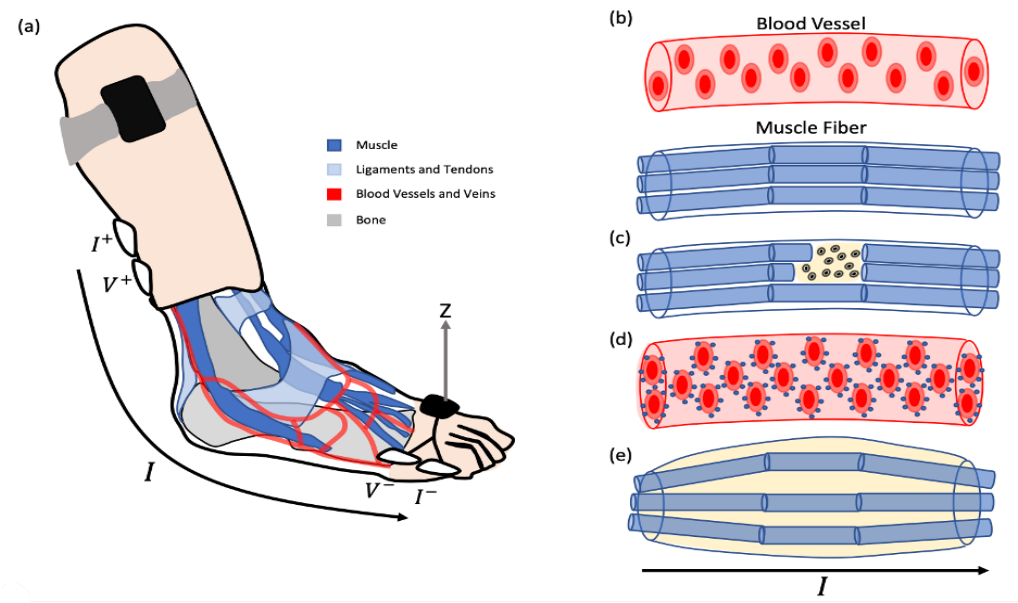 (a)
I+
V+
I
V−
I−
Z
Muscle
Ligaments and Tendons
Blood Vessels and Veins
Bone
(b)
Blood Vessel
Muscle Fiber
(c)
(d)
(e)
I